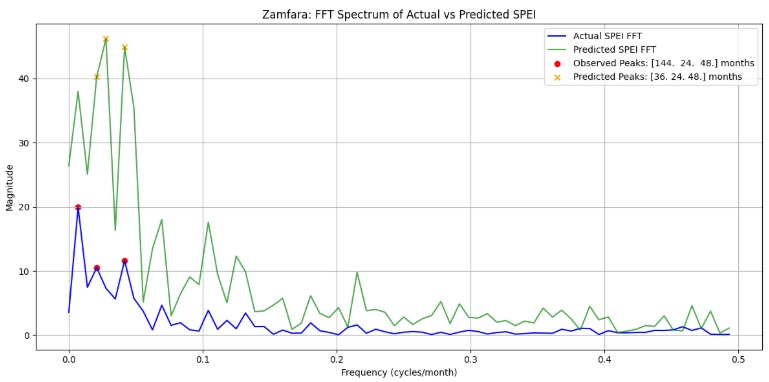 Zamfara: FFT Spectrum of Actual vs Predicted SPEI
Actual SPEI FFT
Predicted SPEI FFT
Observed Peaks: [144. 24. 48.] months
Predicted Peaks: [36. 24. 48.] months
Magnitude
40
30
20
10
0
0.0 0.1 0.2 0.3 0.4 0.5
Frequency (cycles/month)